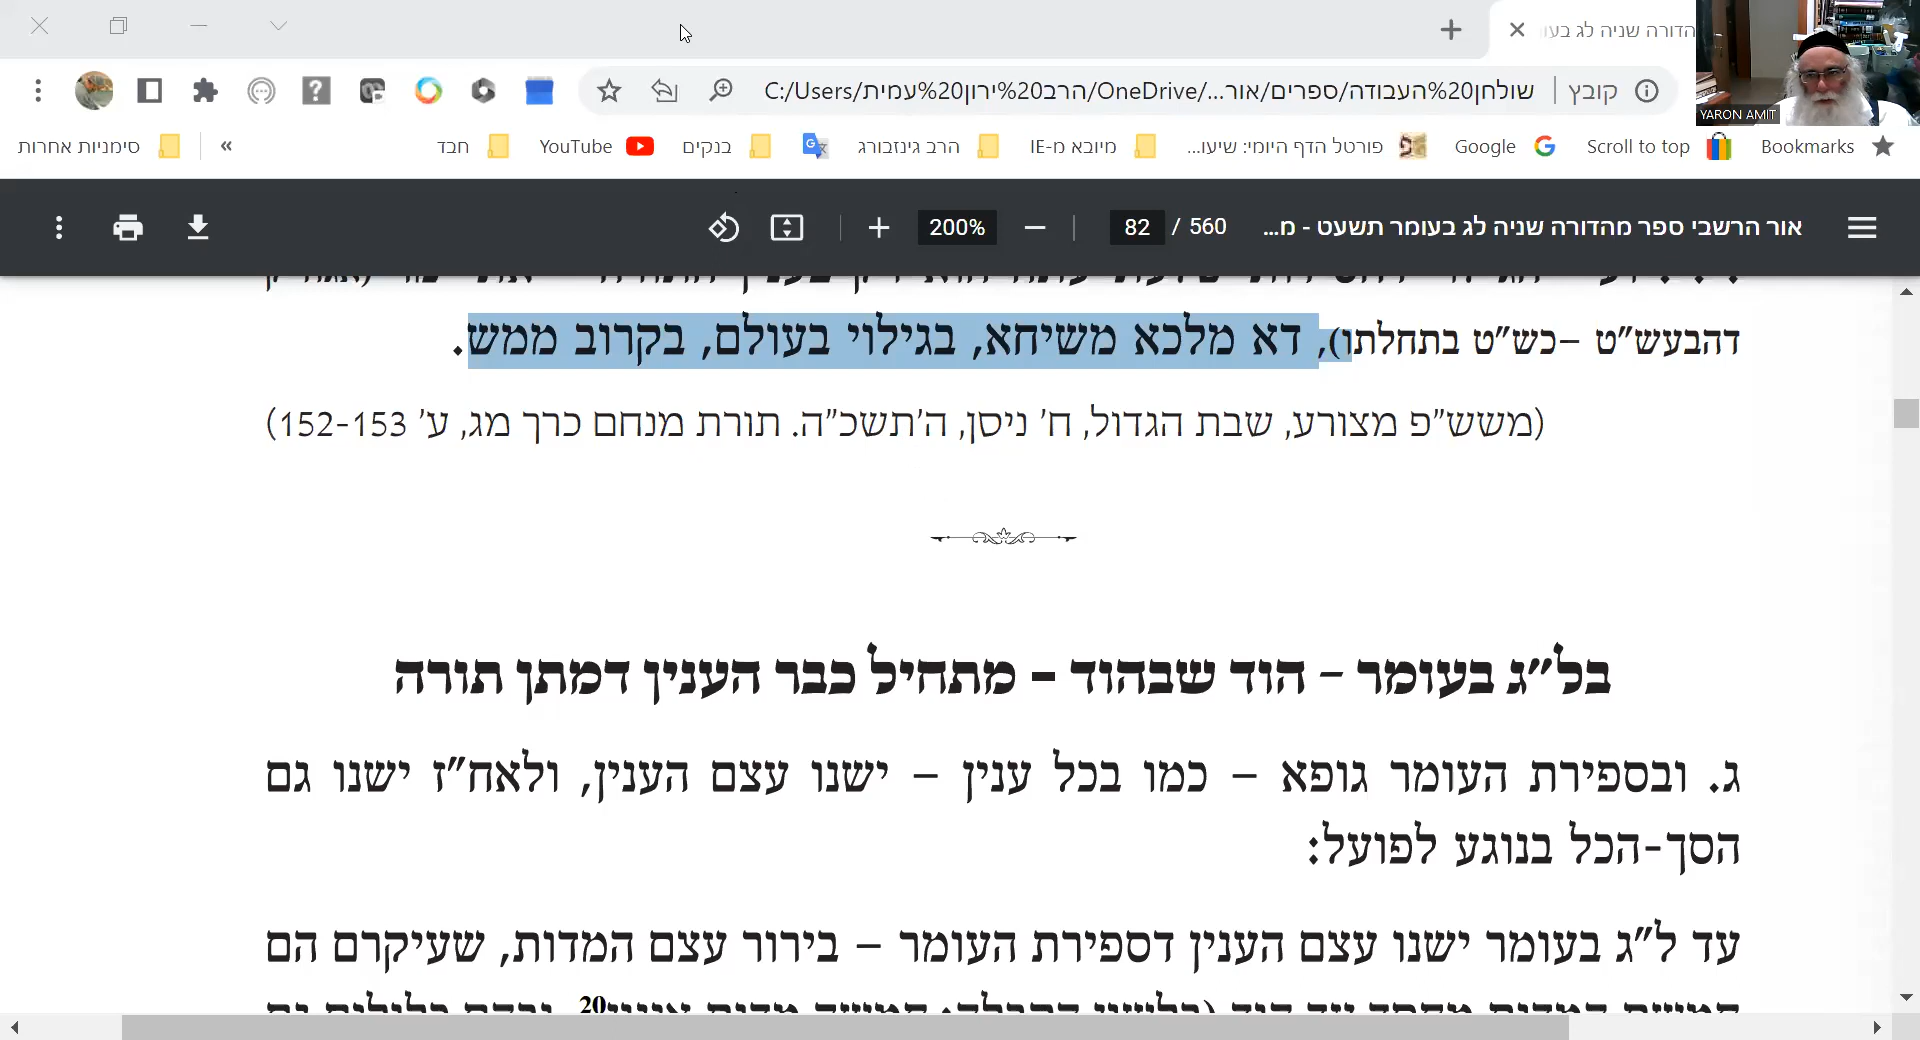 הדורה שניה לג בעו
YARON AMIT
קובץ
C:/Users/הרב%20ירון%20עמית/OneDrive/...שולחן%20העבודה/ספרים/אור
Bookmarks
Scroll to top
Google
פורטל הדף היומי: שיעו...
מיובא מ-IE
הרב גינזבורג
בנקים
YouTube
חבד
»
סימניות אחרות
אור הרשבי ספר מהדורה שניה לג בעומר תשעט - מ...
82 / 560
200%
דהבעש"ט –כש"ט בתחלתו), דא מלכא משיחא, בגילוי בעולם, בקרוב ממש.
(משש"פ מצורע, שבת הגדול, ח' ניסן, ה'תשכ"ה. תורת מנחם כרך מג, ע' 152-153)
בל"ג בעומר – הוד שבהוד – מתחיל כבר הענין דמתן תורה
ג. ובספירת העומר גופא – כמו בכל ענין – ישנו עצם הענין, ולאח"ז ישנו גם
הסך-הכל בנוגע לפועל:
עד ל"ג בעומר ישנו עצם הענין דספירת העומר – בירור עצם המדות, שעיקרם הם
20